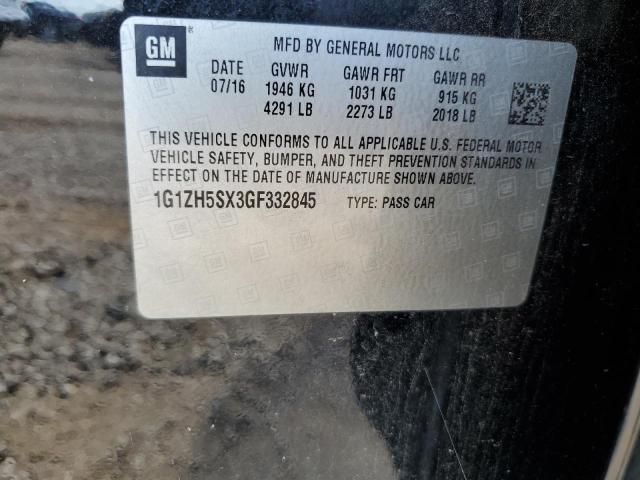 GM
MFD BY GENERAL MOTORS LLC
DATE GVWR GAWR FRT GAWR RR
07/16 1946 KG 1031 KG 915 KG
4291 LB 2273 LB 2018 LB
THIS VEHICLE CONFORMS TO ALL APPLICABLE U.S. FEDERAL MOTOR
VEHICLE SAFETY, BUMPER, AND THEFT PREVENTION STANDARDS IN
EFFECT ON THE DATE OF MANUFACTURE SHOWN ABOVE.
1G1ZH5SX3GF332845 TYPE: PASS CAR